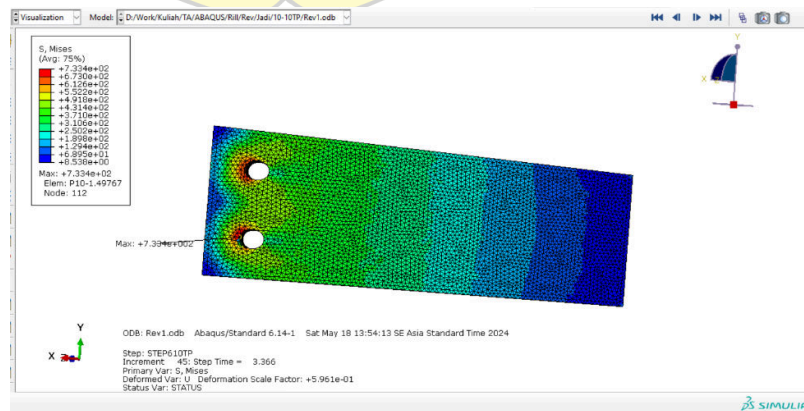 Visualization Model: D:/Work/Kuliah/TA/ABAQUS/Rill/Rev/Jadi/10-10TP/Rev1.odb
S, Mises
(Avg: 75%)
+7.334e+02
+6.730e+02
+6.126e+02
+5.522e+02
+4.918e+02
+4.314e+02
+3.710e+02
+3.106e+02
+2.502e+02
+1.898e+02
+1.294e+02
+6.895e+01
+8.538e+00
Max: +7.334e+02
Elem: P10-1.49767
Node: 112
Y
X
Z
Max: +7.334e+002
Y
X
ODB: Rev1.odb Abaqus/Standard 6.14-1 Sat May 18 13:54:13 SE Asia Standard Time 2024
Step: STEP610TP
Increment 45: Step Time = 3.366
Primary Var: S, Mises
Deformed Var: U Deformation Scale Factor: +5.961e-01
Status Var: STATUS
SIMULIA